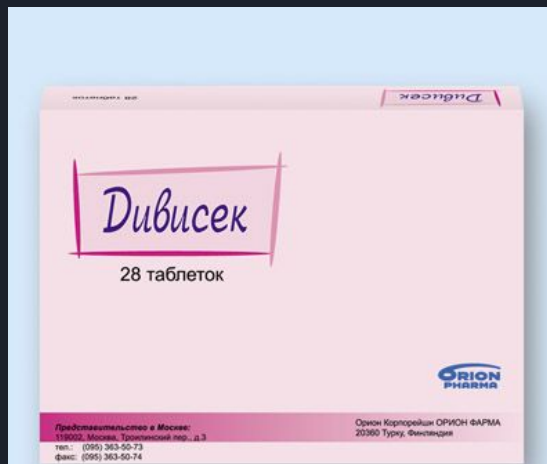 28 таблеток
Дивисек
Дивисек
28 таблеток
ORION
PHARMA
Представительство в Москве:
119002, Москва, Троилинский пер., д.3
тел.: (095) 363-50-73
факс: (095) 363-50-74
Орион Корпорейшн ОРИОН ФАРМА
20360 Турку, Финляндия